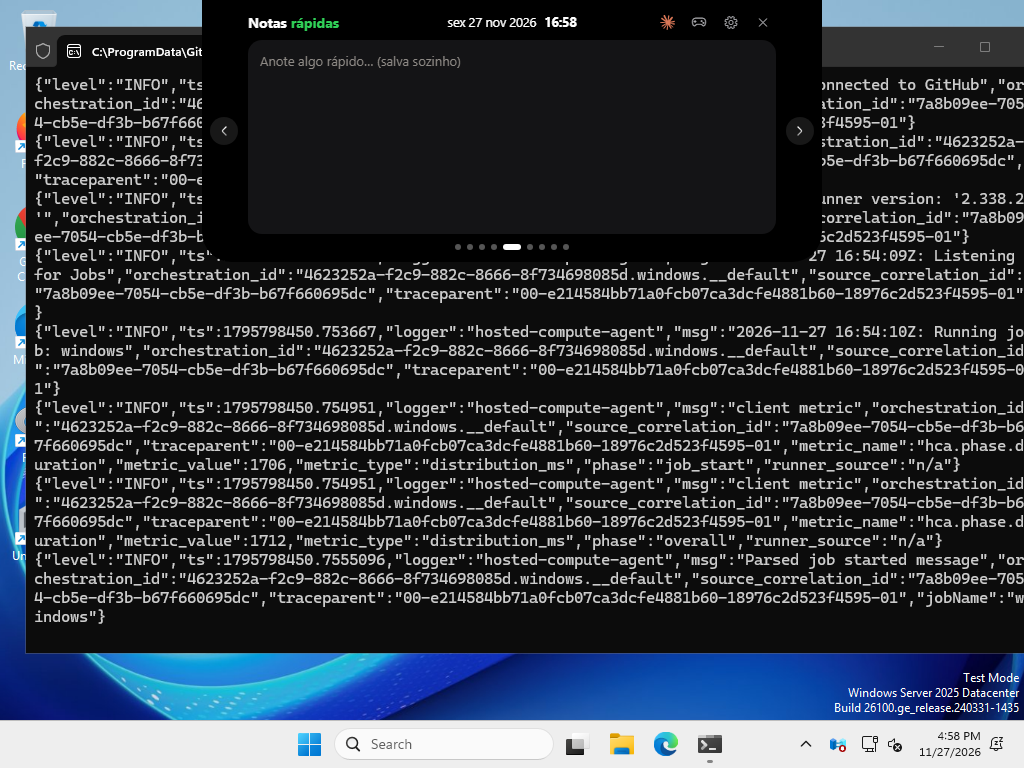 Notas rápidas sex 27 nov 2026 16:58
Anote algo rápido... (salva sozinho)
C:\ProgramData\Git
{"level":"INFO","ts onnected to GitHub","or
chestration_id":"46 lation_id":"7a8b09ee-705
4-cb5e-df3b-b67f660 f4595-01"}
{"level":"INFO","ts stration_id":"4623252a-
f2c9-882c-8666-8f73 b5e-df3b-b67f660695dc",
"traceparent":"00-e
{"level":"INFO","ts unner version: '2.338.2
'","orchestration_i correlation_id":"7a8b09
ee-7054-cb5e-df3b-b 4595-01"}
{"level":"INFO","ts": 27 16:54:09Z: Listening
for Jobs","orchestration_id":"4623252a-f2c9-882c-8666-8f734698085d.windows.__default","source_correlation_id":
"7a8b09ee-7054-cb5e-df3b-b67f660695dc","traceparent":"00-e214584bb71a0fcb07ca3dcfe4881b60-18976c2d523f4595-01"
}
{"level":"INFO","ts":1795798450.753667,"logger":"hosted-compute-agent","msg":"2026-11-27 16:54:10Z: Running jo
b: windows","orchestration_id":"4623252a-f2c9-882c-8666-8f734698085d.windows.__default","source_correlation_id
":"7a8b09ee-7054-cb5e-df3b-b67f660695dc","traceparent":"00-e214584bb71a0fcb07ca3dcfe4881b60-18976c2d523f4595-0
1"}
{"level":"INFO","ts":1795798450.754951,"logger":"hosted-compute-agent","msg":"client metric","orchestration_id
":"4623252a-f2c9-882c-8666-8f734698085d.windows.__default","source_correlation_id":"7a8b09ee-7054-cb5e-df3b-b6
7f660695dc","traceparent":"00-e214584bb71a0fcb07ca3dcfe4881b60-18976c2d523f4595-01","metric_name":"hca.phase.d
uration","metric_value":1706,"metric_type":"distribution_ms","phase":"job_start","runner_source":"n/a"}
{"level":"INFO","ts":1795798450.754951,"logger":"hosted-compute-agent","msg":"client metric","orchestration_id
":"4623252a-f2c9-882c-8666-8f734698085d.windows.__default","source_correlation_id":"7a8b09ee-7054-cb5e-df3b-b6
7f660695dc","traceparent":"00-e214584bb71a0fcb07ca3dcfe4881b60-18976c2d523f4595-01","metric_name":"hca.phase.d
uration","metric_value":1712,"metric_type":"distribution_ms","phase":"overall","runner_source":"n/a"}
{"level":"INFO","ts":1795798450.7555096,"logger":"hosted-compute-agent","msg":"Parsed job started message","or
chestration_id":"4623252a-f2c9-882c-8666-8f734698085d.windows.__default","source_correlation_id":"7a8b09ee-705
4-cb5e-df3b-b67f660695dc","traceparent":"00-e214584bb71a0fcb07ca3dcfe4881b60-18976c2d523f4595-01","jobName":"w
indows"}
Test Mode
Windows Server 2025 Datacenter
Build 26100.ge_release.240331-1435
Search
4:58 PM
11/27/2026